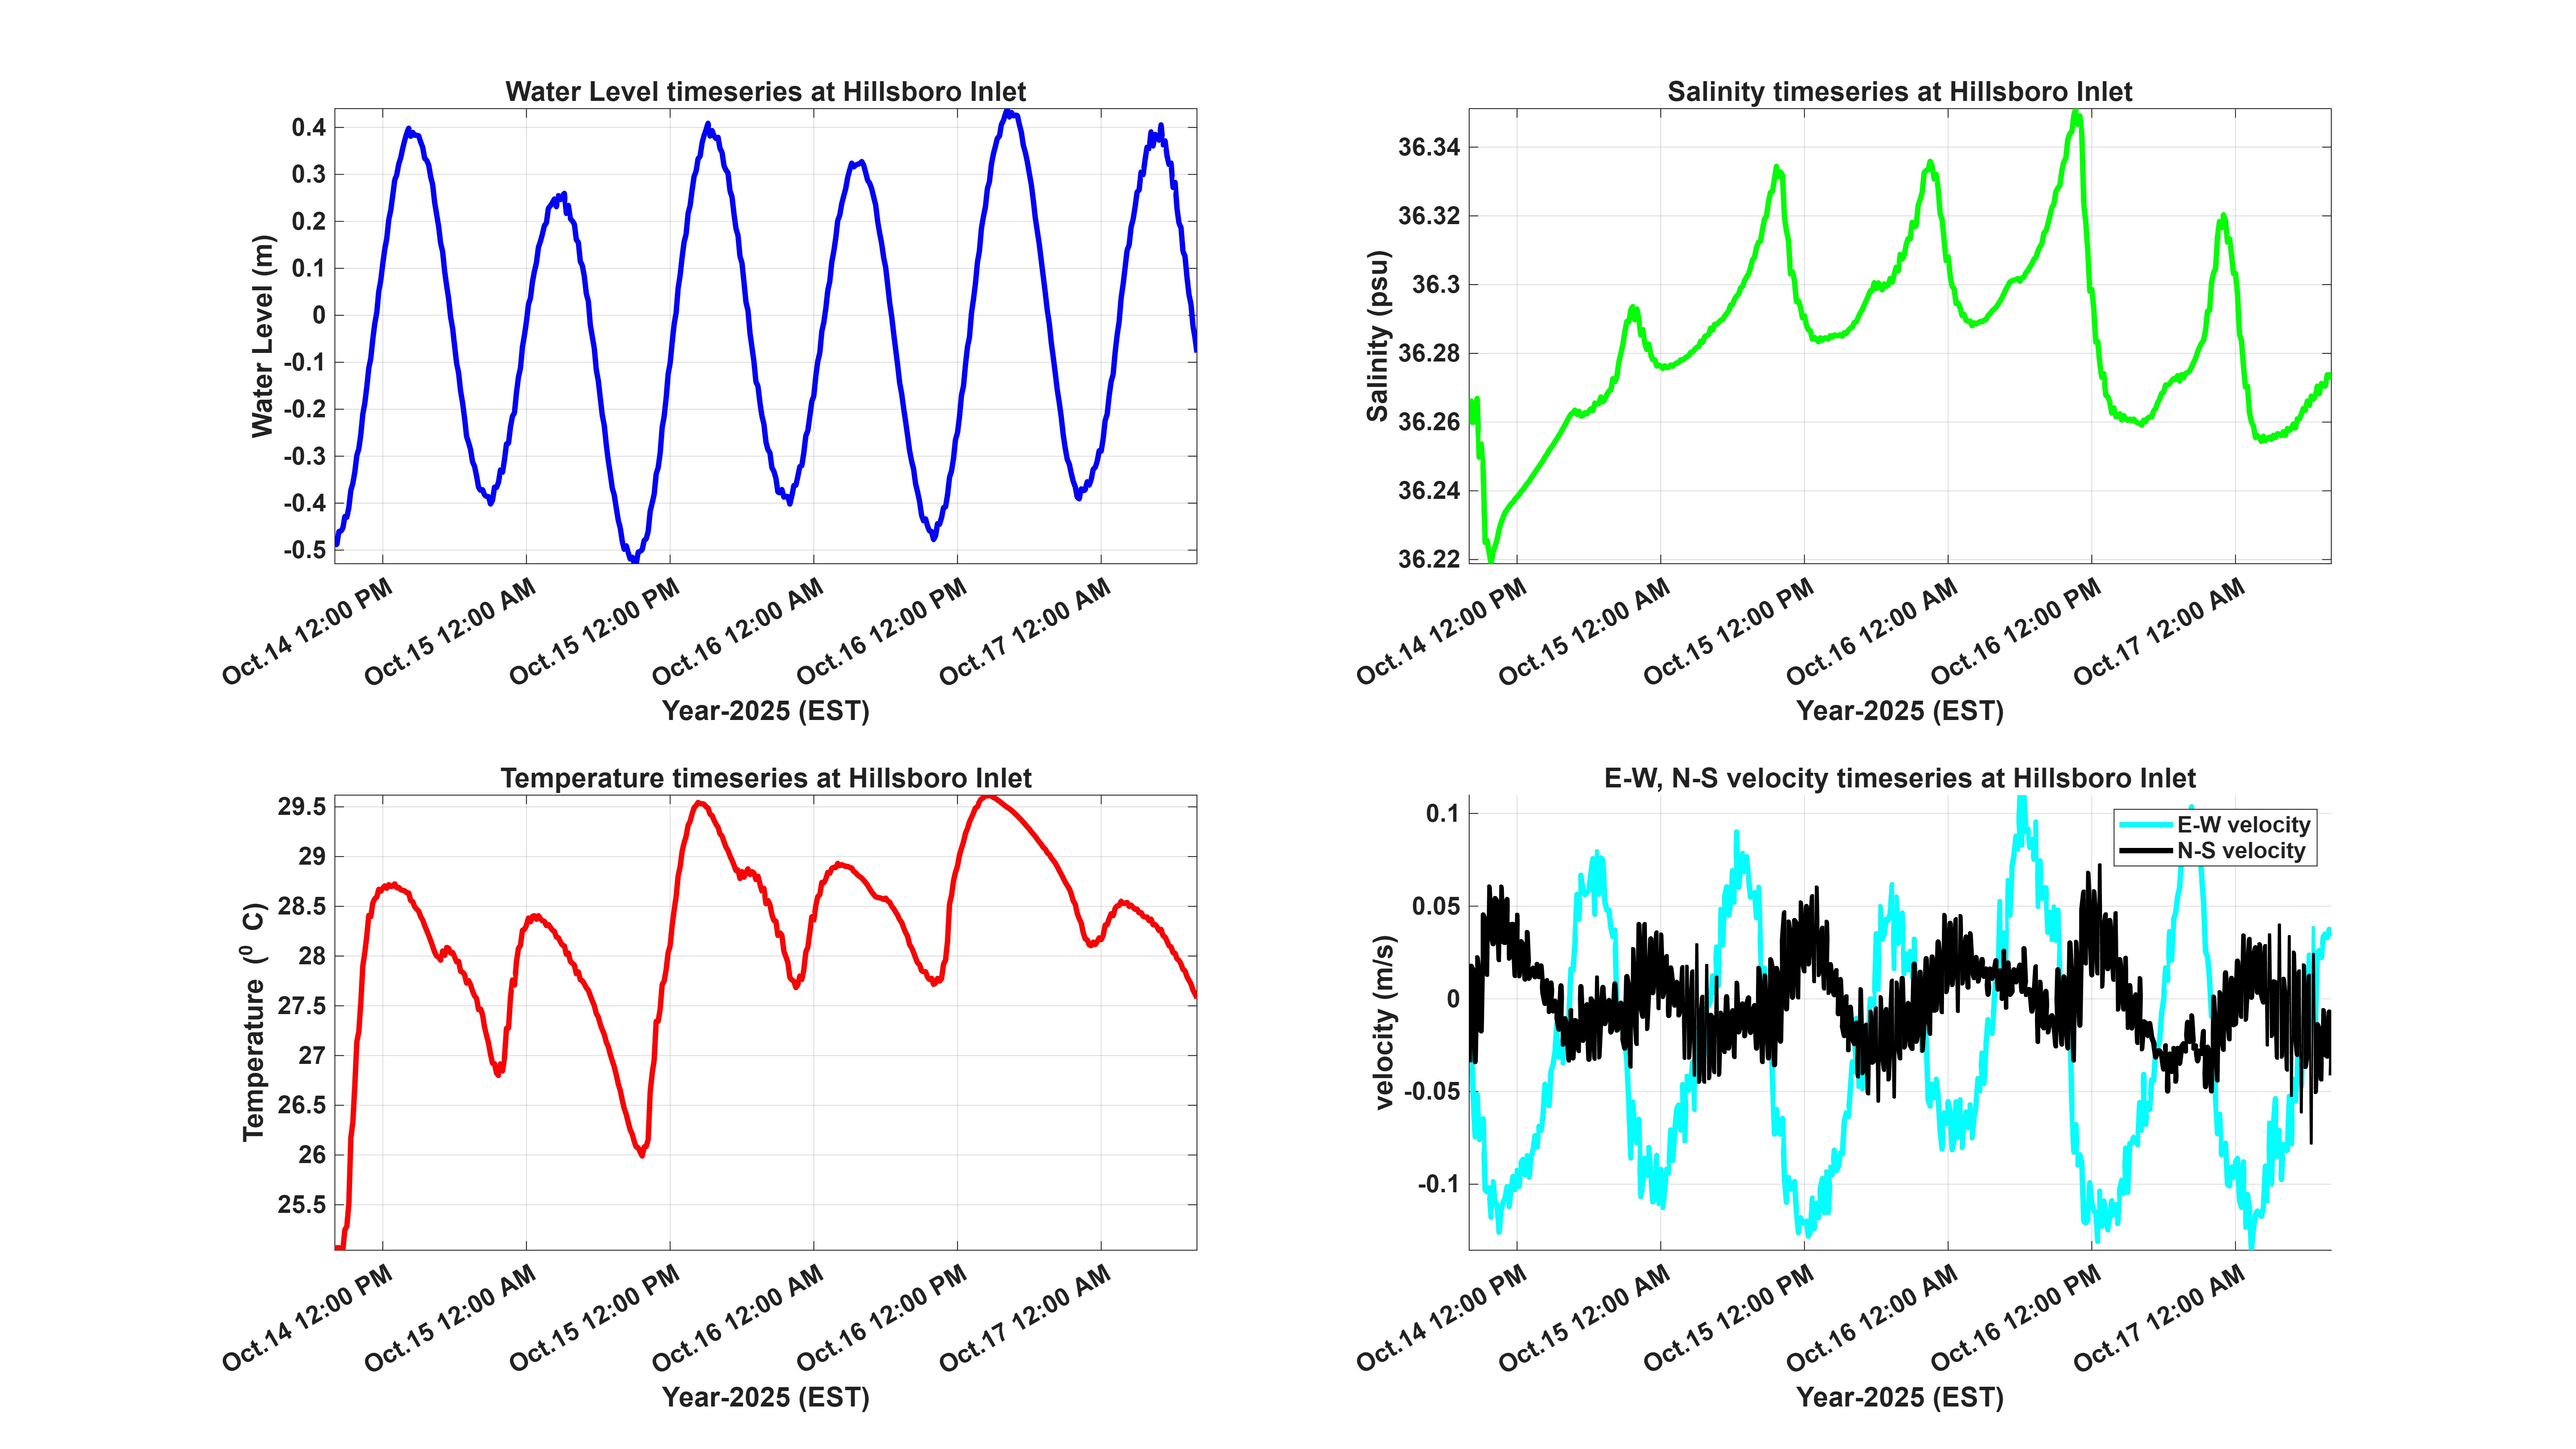 Water Level timeseries at Hillsboro Inlet
Water Level (m)
0.4
0.3
0.2
0.1
0
-0.1
-0.2
-0.3
-0.4
-0.5
Oct.14 12:00 PM
Oct.15 12:00 AM
Oct.15 12:00 PM
Oct.16 12:00 AM
Oct.16 12:00 PM
Oct.17 12:00 AM
Year-2025 (EST)
Salinity timeseries at Hillsboro Inlet
Salinity (psu)
36.34
36.32
36.3
36.28
36.26
36.24
36.22
Oct.14 12:00 PM
Oct.15 12:00 AM
Oct.15 12:00 PM
Oct.16 12:00 AM
Oct.16 12:00 PM
Oct.17 12:00 AM
Year-2025 (EST)
Temperature timeseries at Hillsboro Inlet
Temperature (⁰ C)
29.5
29
28.5
28
27.5
27
26.5
26
25.5
Oct.14 12:00 PM
Oct.15 12:00 AM
Oct.15 12:00 PM
Oct.16 12:00 AM
Oct.16 12:00 PM
Oct.17 12:00 AM
Year-2025 (EST)
E-W, N-S velocity timeseries at Hillsboro Inlet
velocity (m/s)
0.1
0.05
0
-0.05
-0.1
E-W velocity
N-S velocity
Oct.14 12:00 PM
Oct.15 12:00 AM
Oct.15 12:00 PM
Oct.16 12:00 AM
Oct.16 12:00 PM
Oct.17 12:00 AM
Year-2025 (EST)